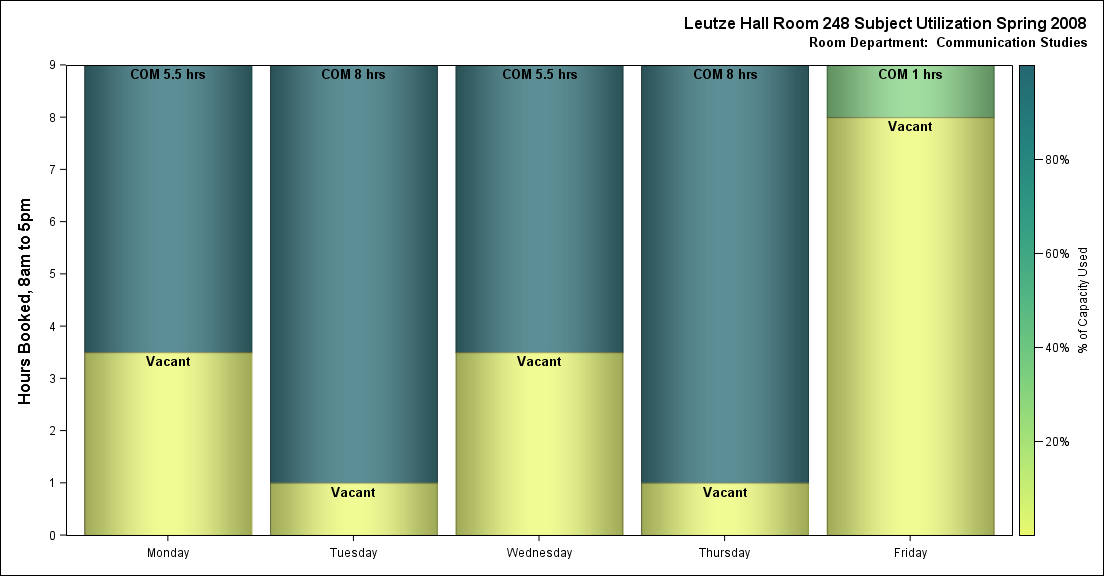 Leutze Hall Room 248 Subject Utilization Spring 2008
Room Department:  Communication Studies
Hours Booked, 8am to 5pm
9
8
7
6
5
4
3
2
1
0
COM 5.5 hrs
COM 8 hrs
COM 5.5 hrs
COM 8 hrs
COM 1 hrs
Vacant
Vacant
Vacant
Vacant
Vacant
Monday
Tuesday
Wednesday
Thursday
Friday
80%
60%
40%
20%
% of Capacity Used